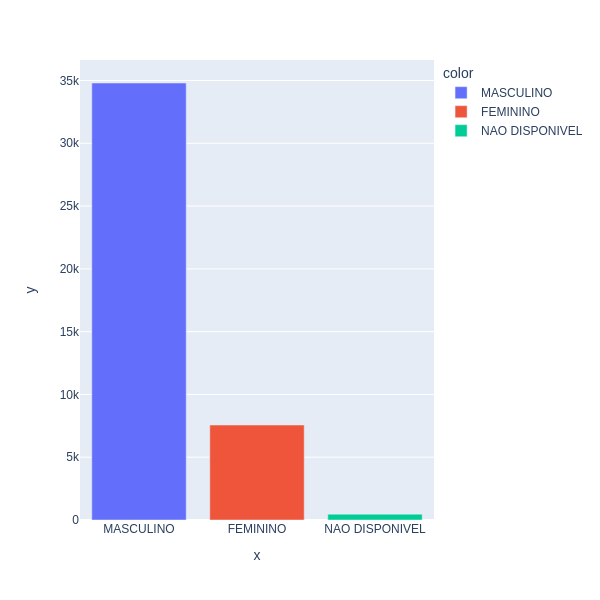 color
MASCULINO
FEMININO
NAO DISPONIVEL
35k
30k
25k
20k
15k
10k
5k
0
y
MASCULINO FEMININO NAO DISPONIVEL
x